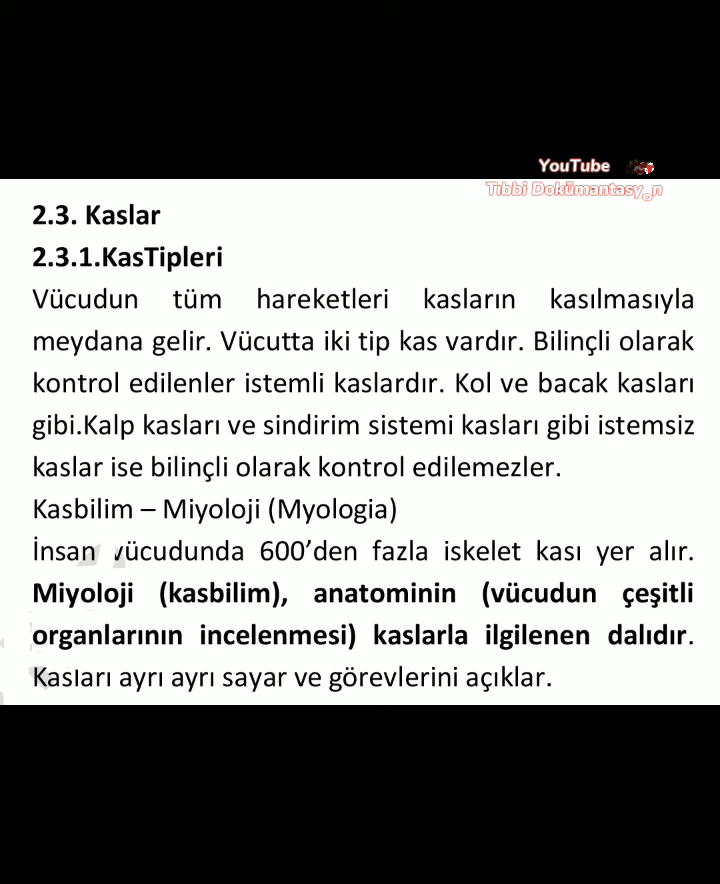 YouTube
Tıbbi Dokümantasy_n
2.3. Kaslar
2.3.1.KasTipleri
Vücudun tüm hareketleri kasların kasılmasıyla
meydana gelir. Vücutta iki tip kas vardır. Bilinçli olarak
kontrol edilenler istemli kaslardır. Kol ve bacak kasları
gibi.Kalp kasları ve sindirim sistemi kasları gibi istemsiz
kaslar ise bilinçli olarak kontrol edilemezler.
Kasbilim – Miyoloji (Myologia)
İnsan vücudunda 600’den fazla iskelet kası yer alır.
Miyoloji (kasbilim), anatominin (vücudun çeşitli
organlarının incelenmesi) kaslarla ilgilenen dalıdır.
Kasları ayrı ayrı sayar ve görevlerini açıklar.